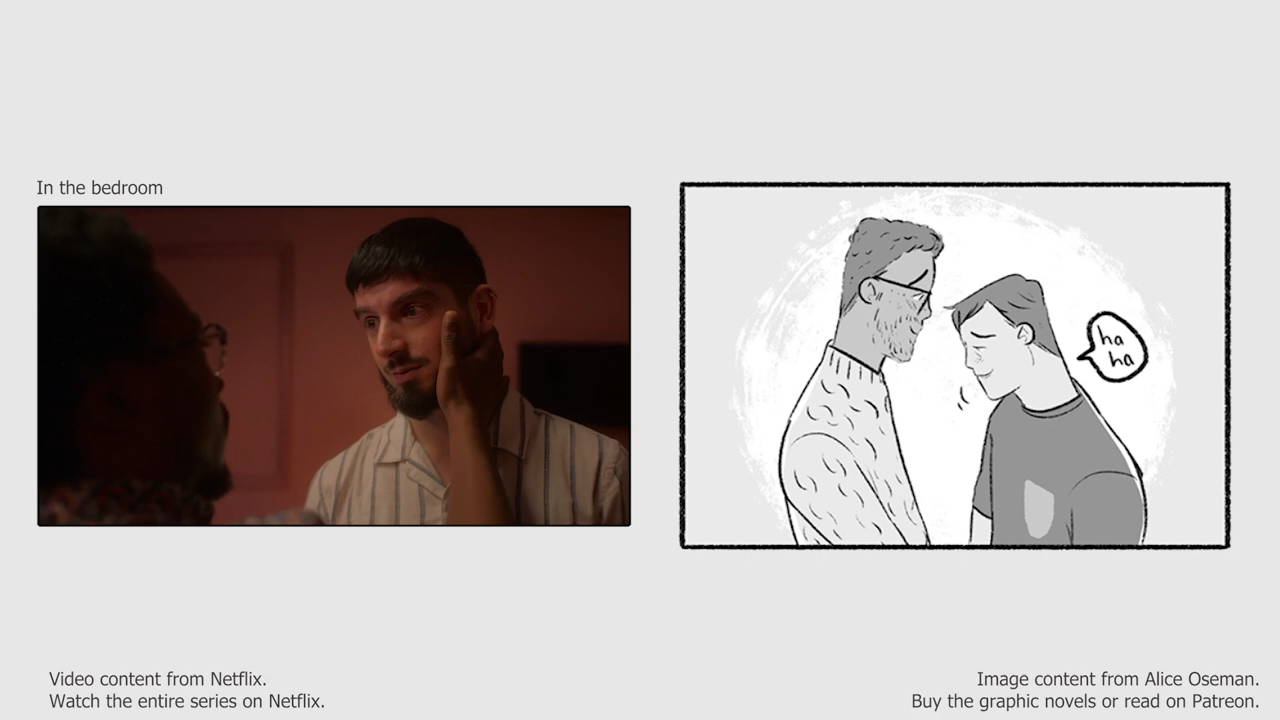 In the bedroom
ha
ha
Video content from Netflix.
Watch the entire series on Netflix.
Image content from Alice Oseman.
Buy the graphic novels or read on Patreon.